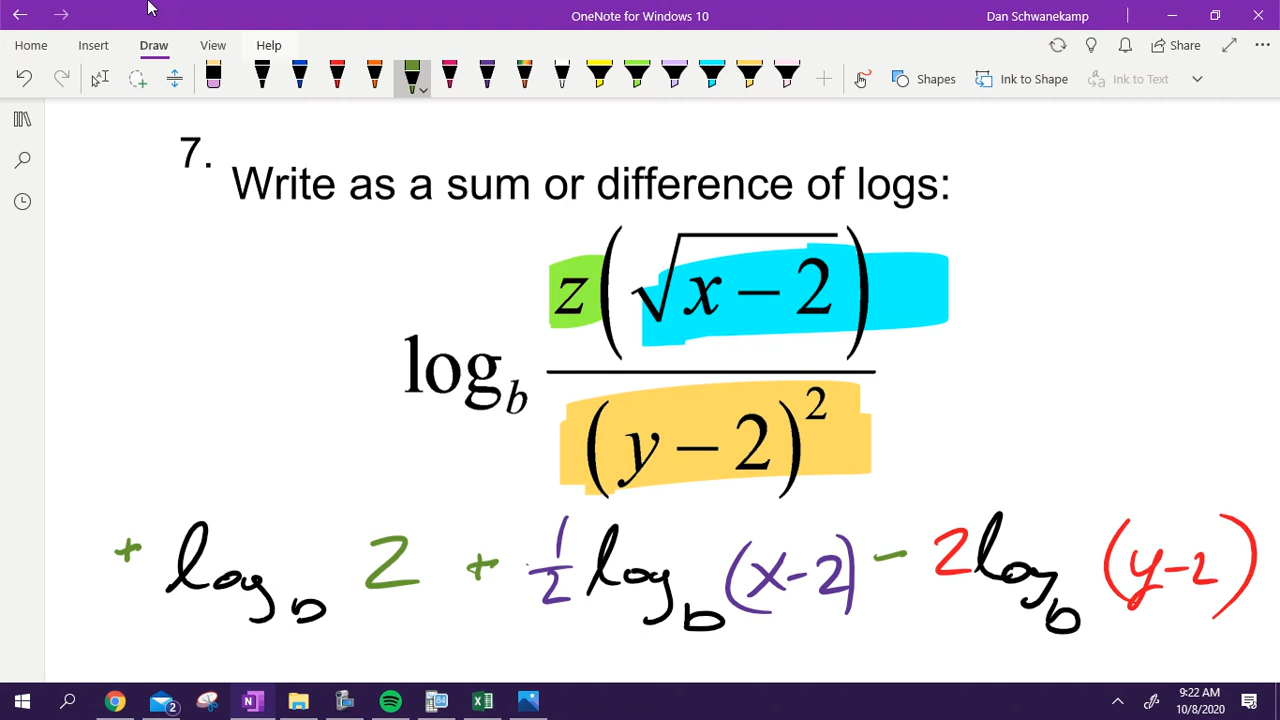 OneNote for Windows 10
Dan Schwanekamp
Home Insert Draw View Help Share
Shapes Ink to Shape Ink to Text
7.
Write as a sum or difference of logs:
z(√x − 2)
log_b
(y − 2)²
+ log_b z + 1/2 log_b (x-2) - 2 log_b (y-2)
2
9:22 AM
10/8/2020